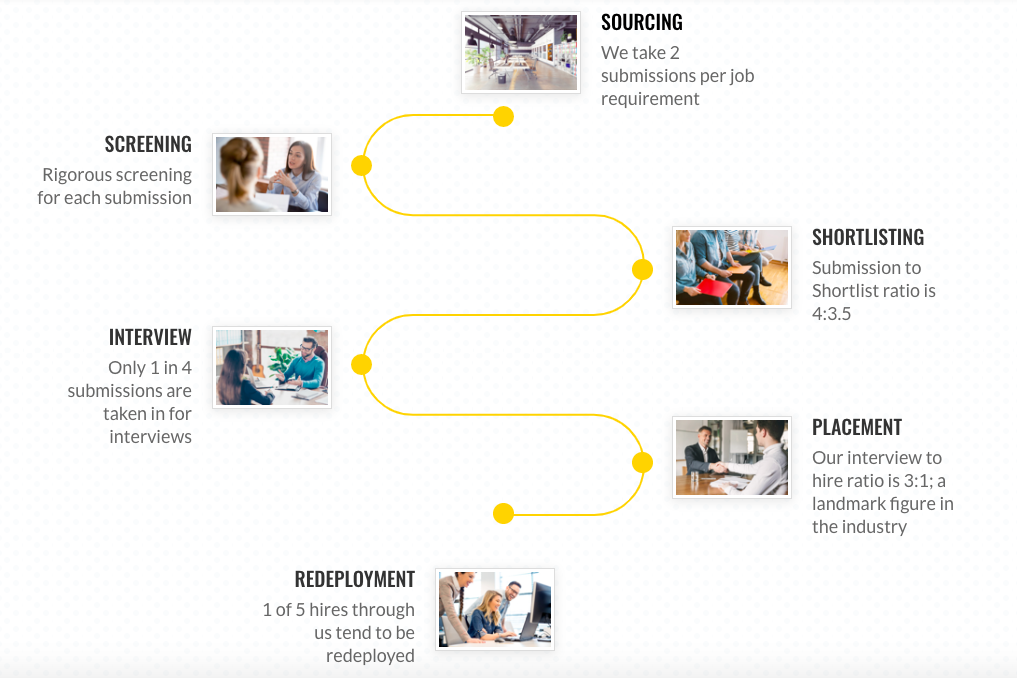 SOURCING
We take 2
submissions per job
requirement
SCREENING
Rigorous screening
for each submission
SHORTLISTING
Submission to
Shortlist ratio is
4:3.5
INTERVIEW
Only 1 in 4
submissions are
taken in for
interviews
PLACEMENT
Our interview to
hire ratio is 3:1; a
landmark figure in
the industry
REDEPLOYMENT
1 of 5 hires through
us tend to be
redeployed